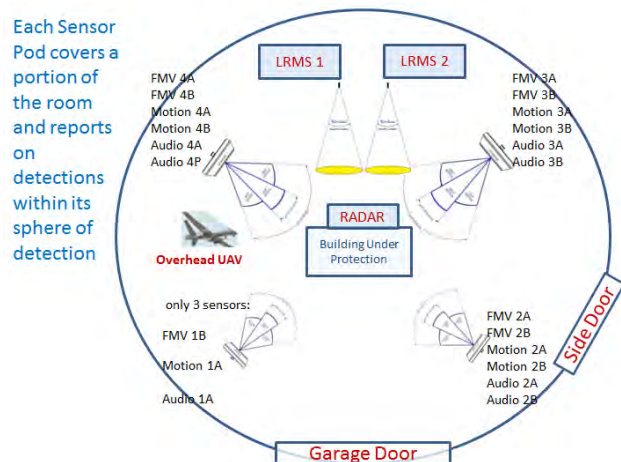 Each Sensor
Pod covers a
portion of
the room
and reports
on
detections
within its
sphere of
detection
LRMS 1
LRMS 2
FMV 4A
FMV 4B
Motion 4A
Motion 4B
Audio 4A
Audio 4P
FMV 3A
FMV 3B
Motion 3A
Motion 3B
Audio 3A
Audio 3B
RADAR
Building Under
Protection
Overhead UAV
only 3 sensors:
FMV 1B
Motion 1A
Audio 1A
FMV 2A
FMV 2B
Motion 2A
Motion 2B
Audio 2A
Audio 2B
Side Door
Garage Door